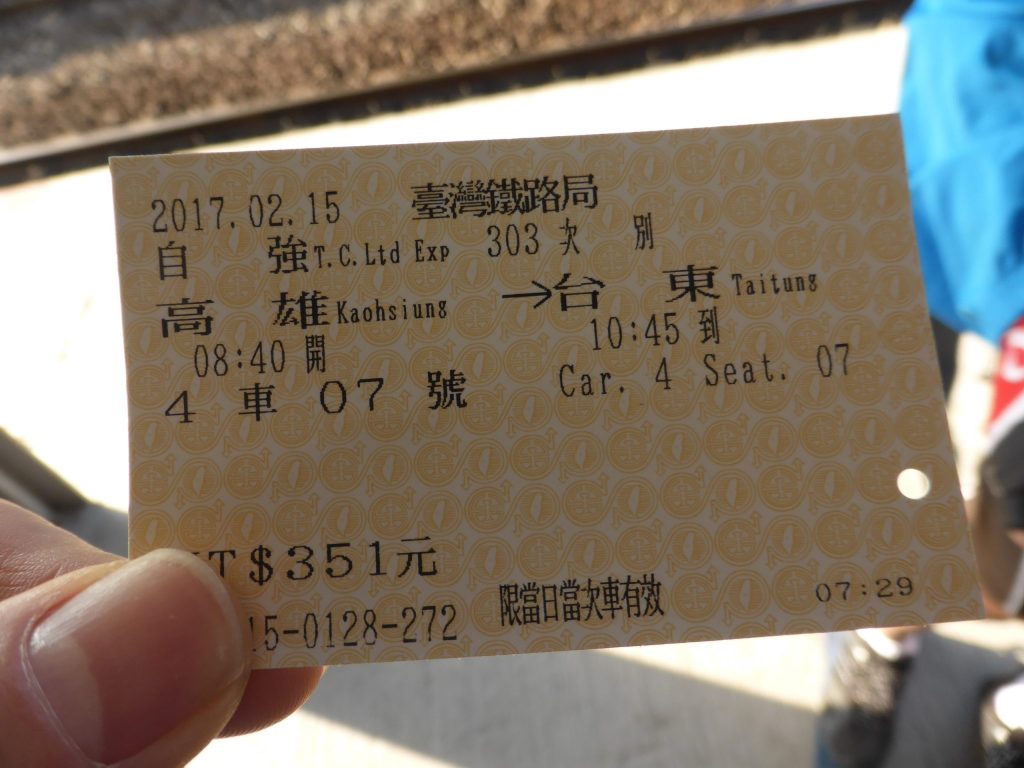 2017.02.15 臺灣鐵路局
自 強 T.C.Ltd Exp 303 次 別
高 雄 Kaohsiung → 台 東 Taitung
08:40 開 10:45 到
4 車 07 號 Car. 4 Seat. 07
T$351元
15-0128-272 限當日當次車有效 07:29